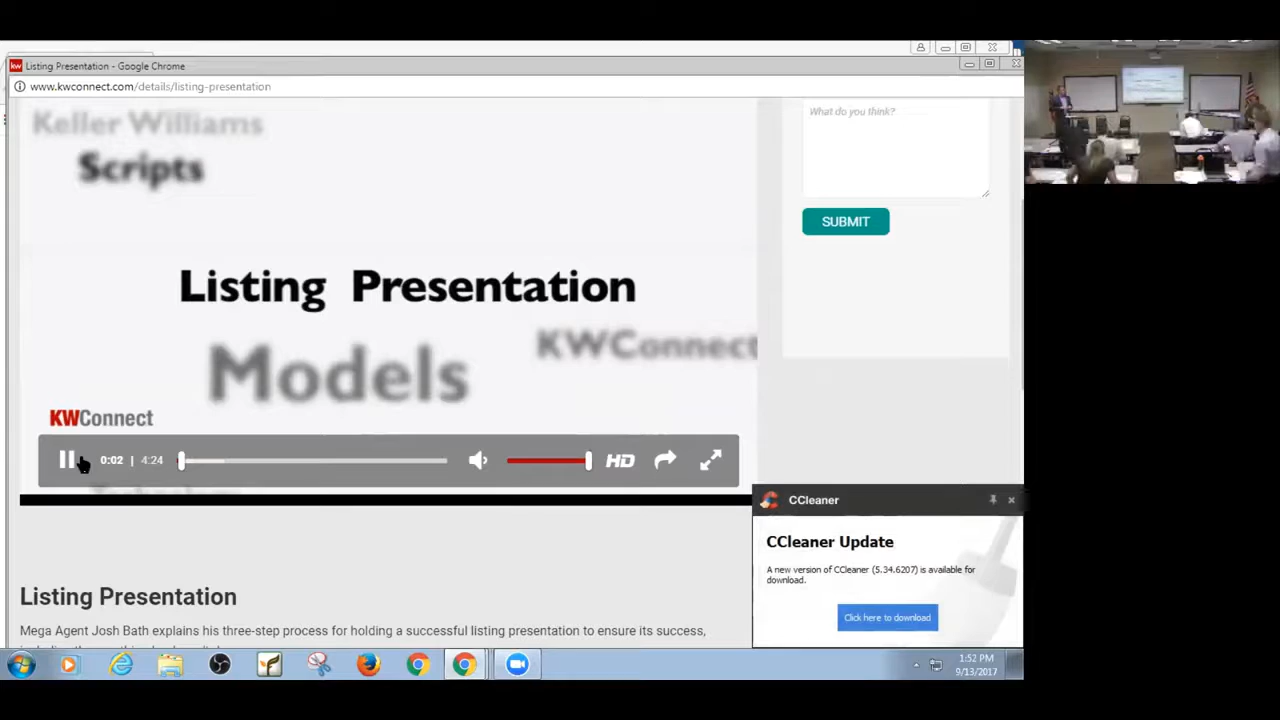 kw Listing Presentation - Google Chrome
www.kwconnect.com/details/listing-presentation
Keller Williams
Scripts
Listing Presentation
Models
KWConnect
KWConnect
0:02 | 4:24
HD
What do you think?
SUBMIT
CCleaner
CCleaner Update
A new version of CCleaner (5.34.6207) is available for
download.
Click here to download
Listing Presentation
Mega Agent Josh Bath explains his three-step process for holding a successful listing presentation to ensure its success,
1:52 PM
9/13/2017